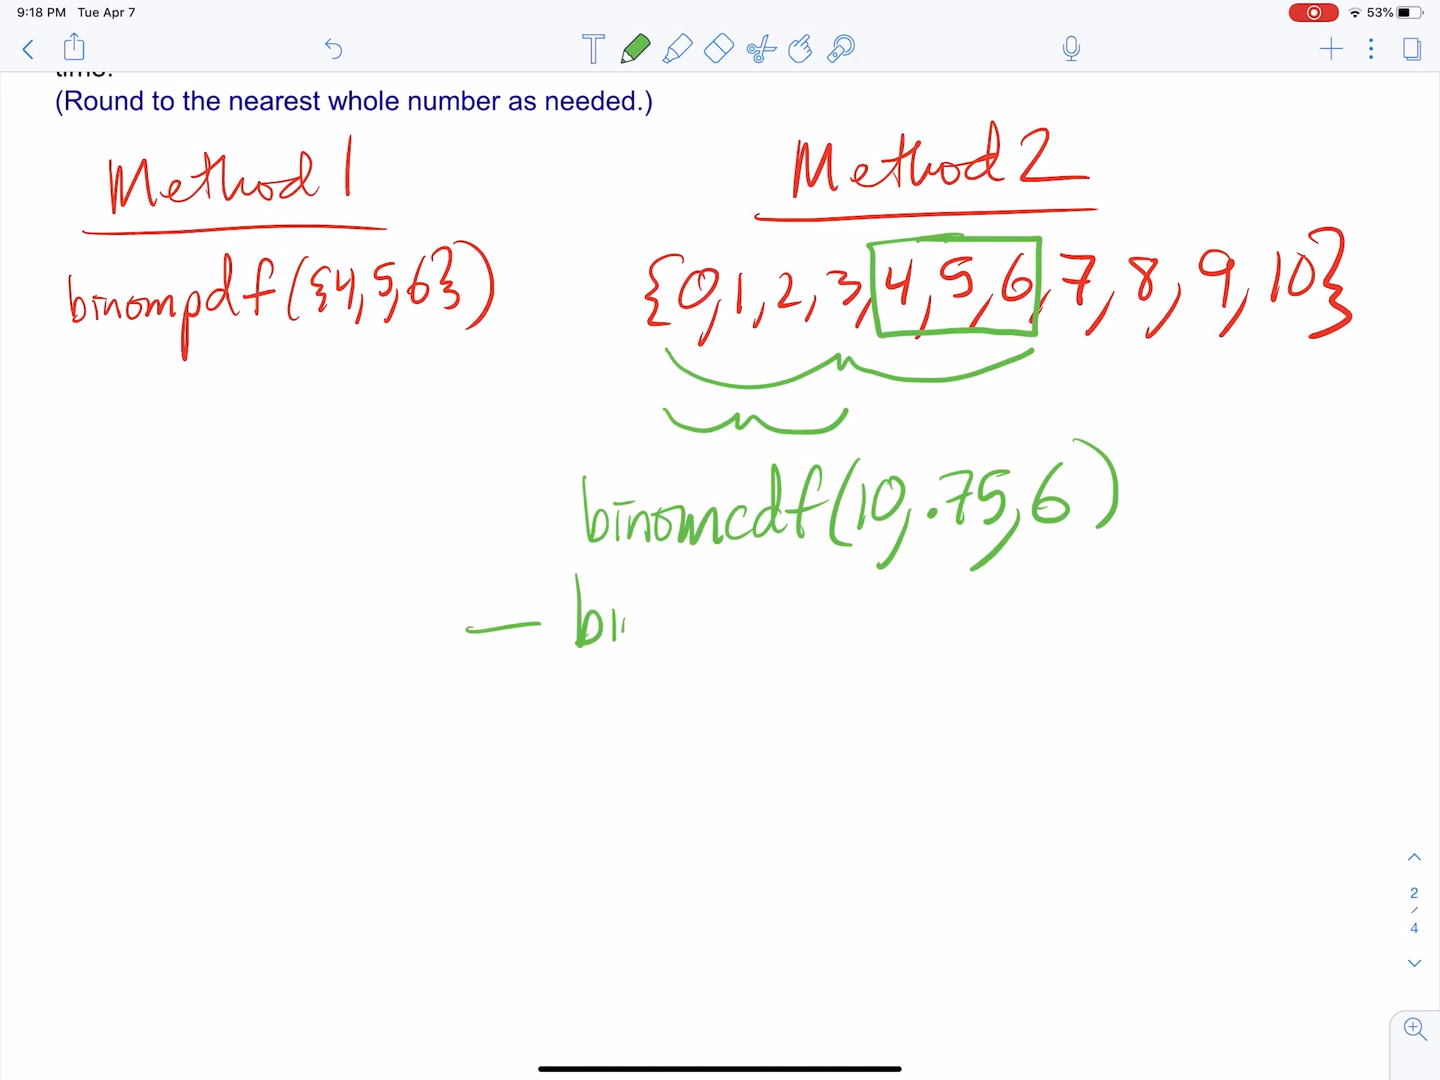 9:18 PM Tue Apr 7
53%
(Round to the nearest whole number as needed.)
Method 1
Method 2
binompdf({4,5,6})
{0,1,2,3,4,5,6,7,8,9,10}
binomcdf(10,.75,6)
— bi
2
/
4